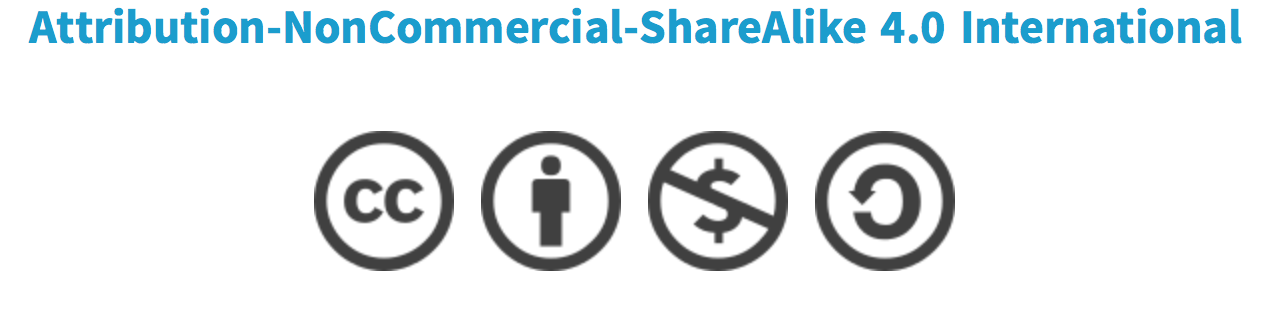 Attribution-NonCommercial-ShareAlike 4.0 International
cc $